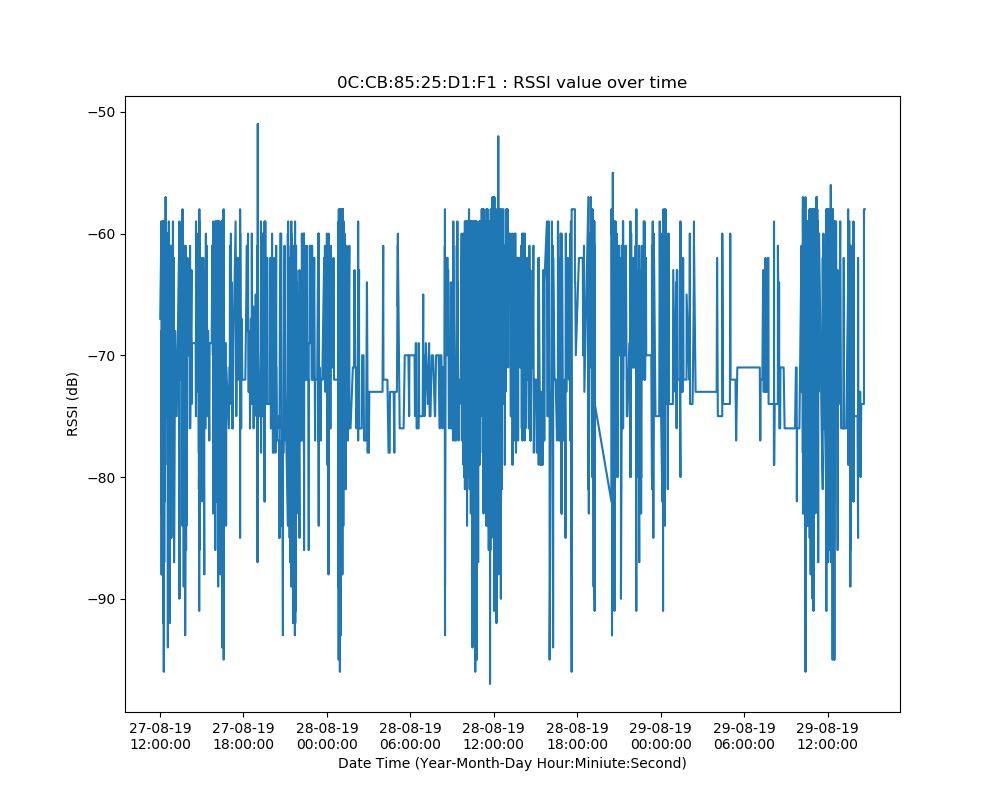 0C:CB:85:25:D1:F1 : RSSI value over time
RSSI (dB)
−50
−60
−70
−80
−90
27-08-19 27-08-19 28-08-19 28-08-19 28-08-19 28-08-19 29-08-19 29-08-19 29-08-19
12:00:00 18:00:00 00:00:00 06:00:00 12:00:00 18:00:00 00:00:00 06:00:00 12:00:00
Date Time (Year-Month-Day Hour:Miniute:Second)